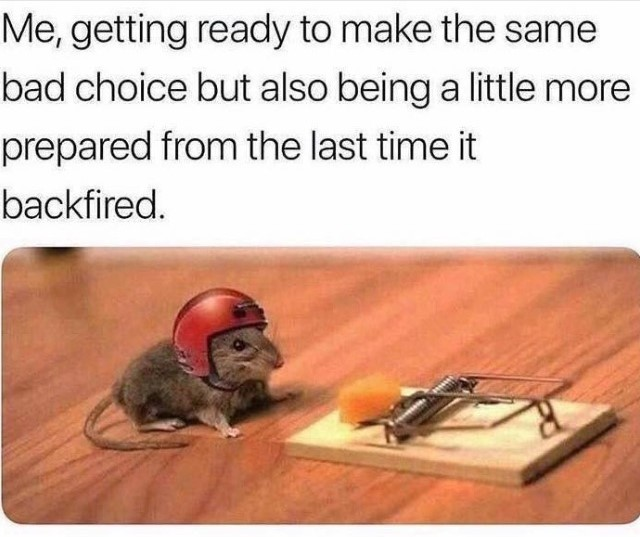 Me, getting ready to make the same
bad choice but also being a little more
prepared from the last time it
backfired.